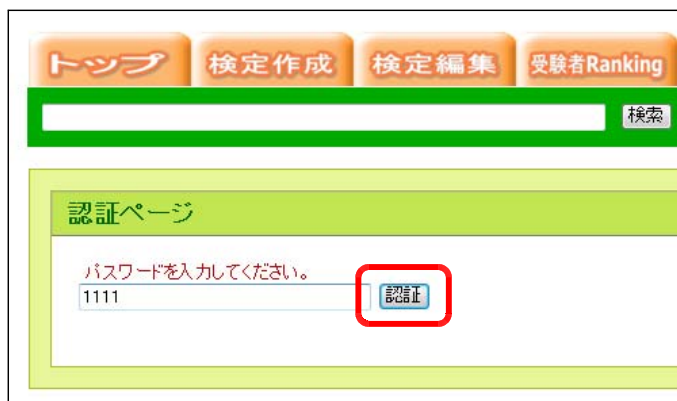 トップ 検定作成 検定編集 受験者Ranking
検索
認証ページ
パスワードを入力してください。
1111 認証